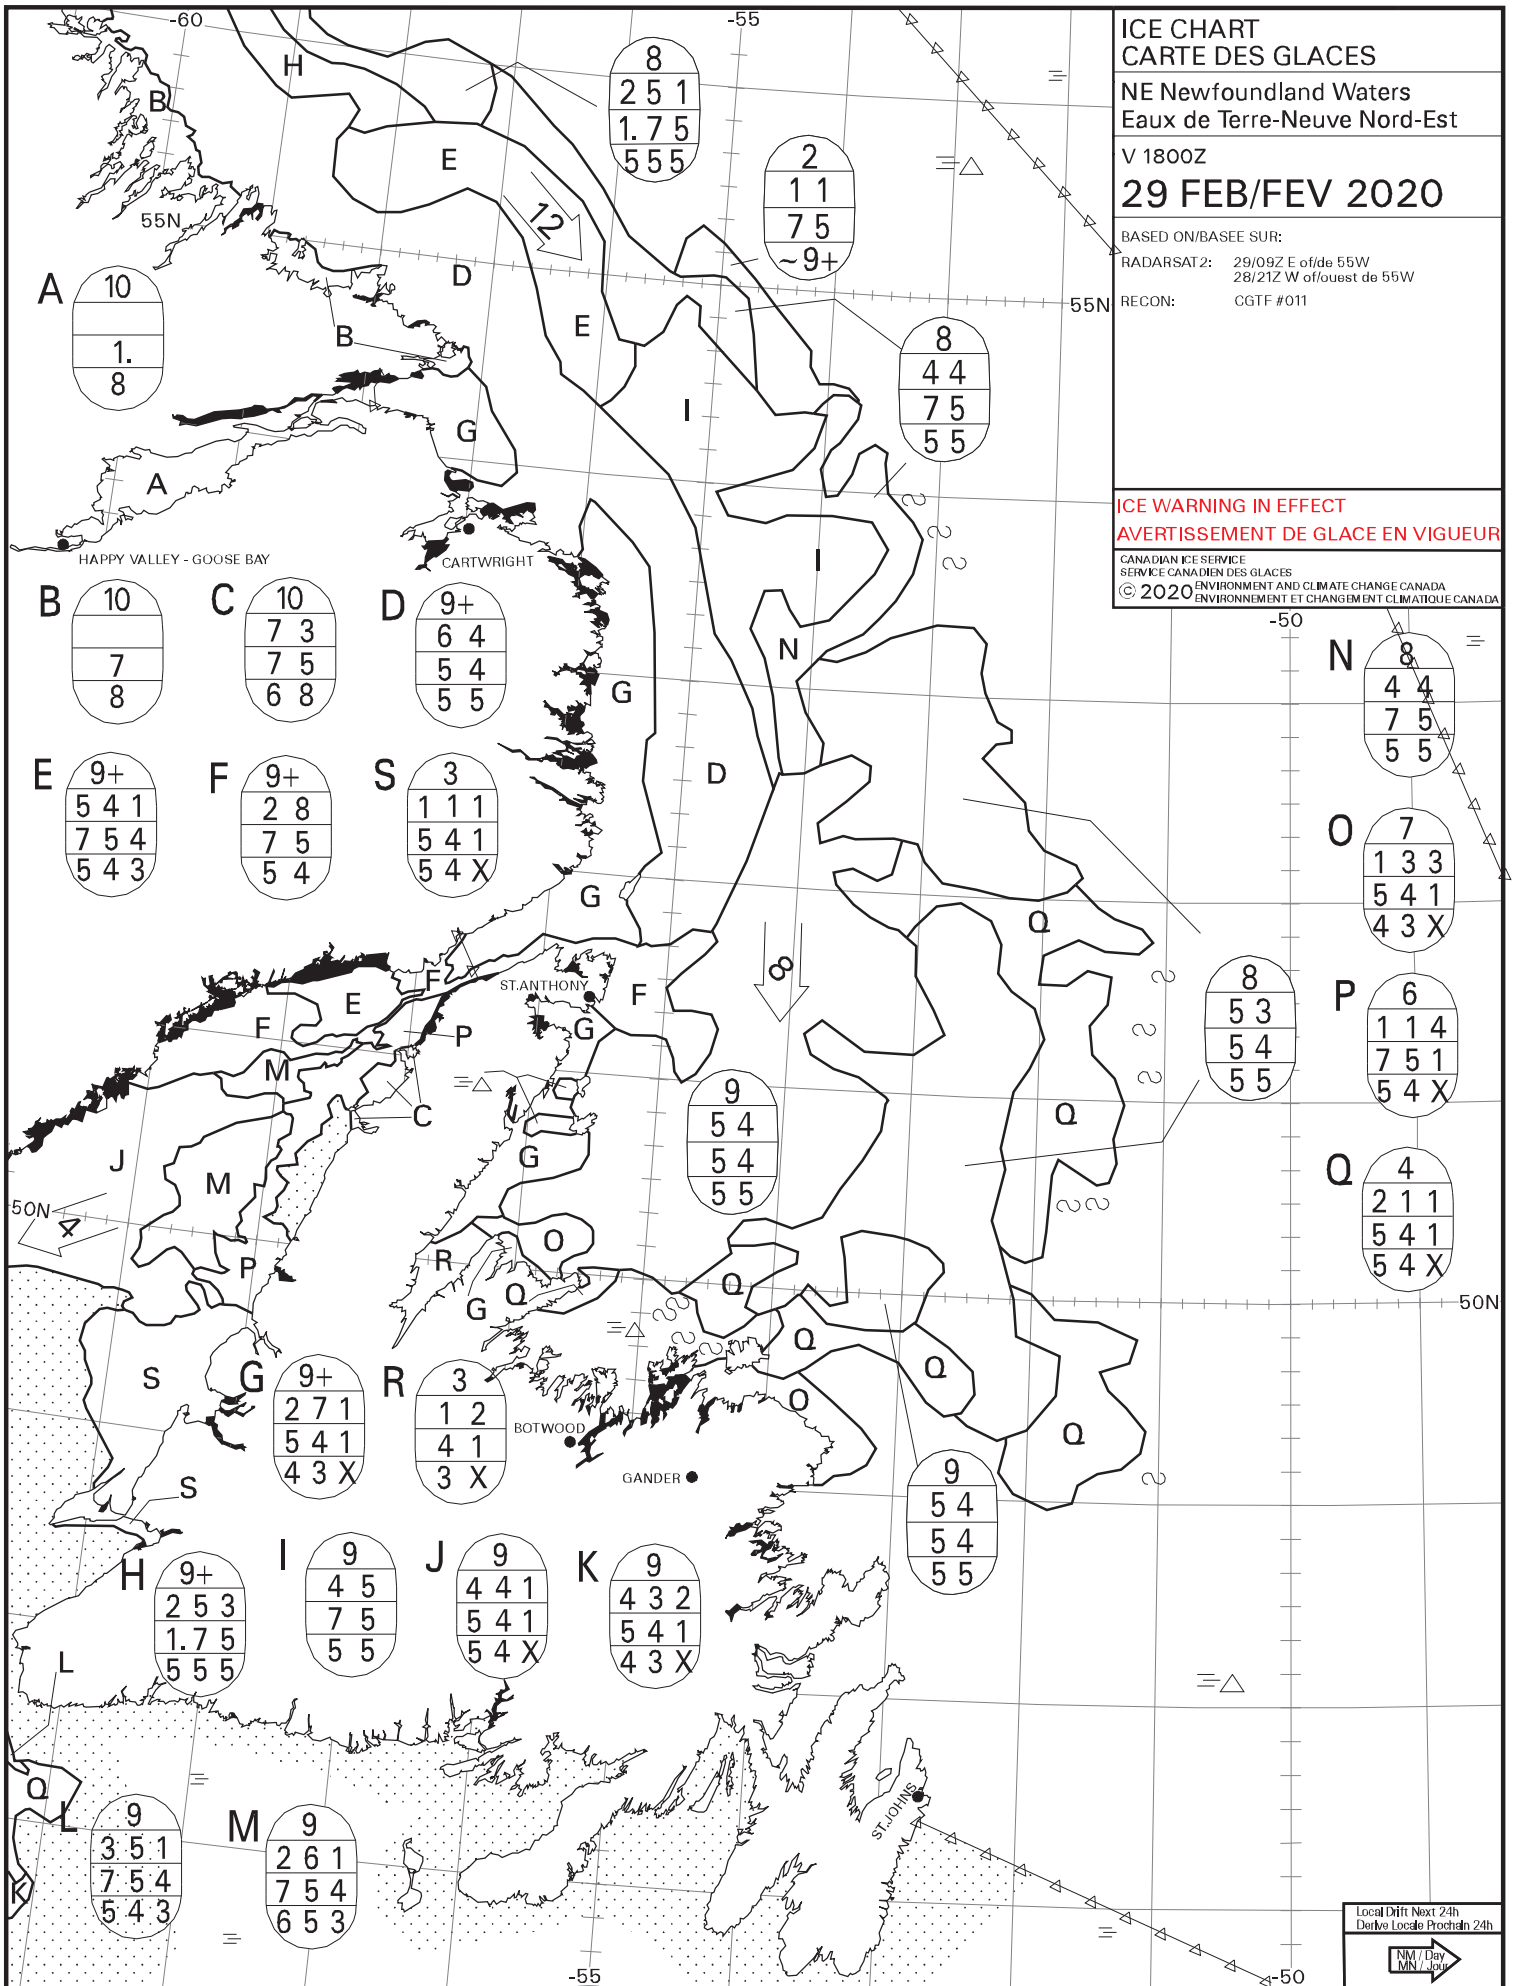 -60
-55
ICE CHART
CARTE DES GLACES
NE Newfoundland Waters
Eaux de Terre-Neuve Nord-Est
V 1800Z
29 FEB/FEV 2020
BASED ON/BASEE SUR:
RADARSAT2: 29/09Z E of/de 55W
28/21Z W of/ouest de 55W
RECON: CGTF #011
ICE WARNING IN EFFECT
AVERTISSEMENT DE GLACE EN VIGUEUR
CANADIAN ICE SERVICE
SERVICE CANADIEN DES GLACES
© 2020 ENVIRONMENT AND CLIMATE CHANGE CANADA
ENVIRONNEMENT ET CHANGEMENT CLIMATIQUE CANADA
H
B
E
8
2 5 1
1. 7 5
5 5 5
2
1 1
7 5
~9+
12
55N
D
55N
A
10
1.
8
B
E
8
4 4
7 5
5 5
I
G
A
HAPPY VALLEY - GOOSE BAY
CARTWRIGHT
I
B
10
7
8
C
10
7 3
7 5
6 8
D
9+
6 4
5 4
5 5
-50
N
G
N
8
4 4
7 5
5 5
E
9+
5 4 1
7 5 4
5 4 3
F
9+
2 8
7 5
5 4
S
3
1 1 1
5 4 1
5 4 X
D
O
7
1 3 3
5 4 1
4 3 X
G
Q
8
F
ST.ANTHONY
F
E
F
G
P
8
5 3
5 4
5 5
P
6
1 1 4
7 5 1
5 4 X
M
C
9
5 4
5 4
5 5
Q
J
M
G
Q
4
2 1 1
5 4 1
5 4 X
50N
4
P
R
O
G
Q
Q
50N
S
G
9+
2 7 1
5 4 1
4 3 X
R
3
1 2
4 1
3 X
Q
Q
O
Q
BOTWOOD
GANDER
S
9
5 4
5 4
5 5
H
9+
2 5 3
1. 7 5
5 5 5
I
9
4 5
7 5
5 5
J
9
4 4 1
5 4 1
5 4 X
K
9
4 3 2
5 4 1
4 3 X
L
Q
L
9
3 5 1
7 5 4
5 4 3
M
9
2 6 1
7 5 4
6 5 3
ST.JOHNS
K
Local Drift Next 24h
Derive Locale Prochain 24h
NM / Day
MN / Jour
-55
-50